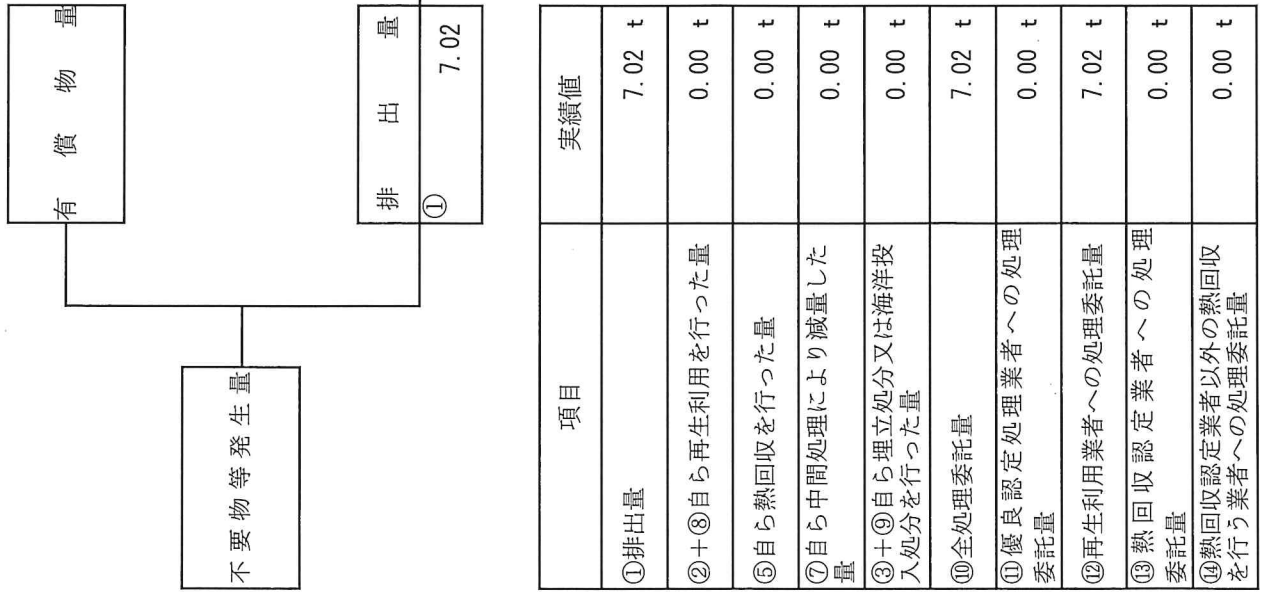 有償物量
排出量
① 7.02
不要物等発生量
項目 実績値
①排出量 7.02 t
②+⑧自ら再生利用を行った量 0.00 t
⑤自ら熱回収を行った量 0.00 t
⑦自ら中間処理により減量した
量 0.00 t
③+⑨自ら埋立処分又は海洋投
入処分を行った量 0.00 t
⑩全処理委託量 7.02 t
⑪優良認定処理業者への処理
委託量 0.00 t
⑫再生利用業者への処理委託量 7.02 t
⑬熱回収認定業者への処理
委託量 0.00 t
⑭熱回収認定業者以外の熱回収
を行う業者への処理委託量 0.00 t